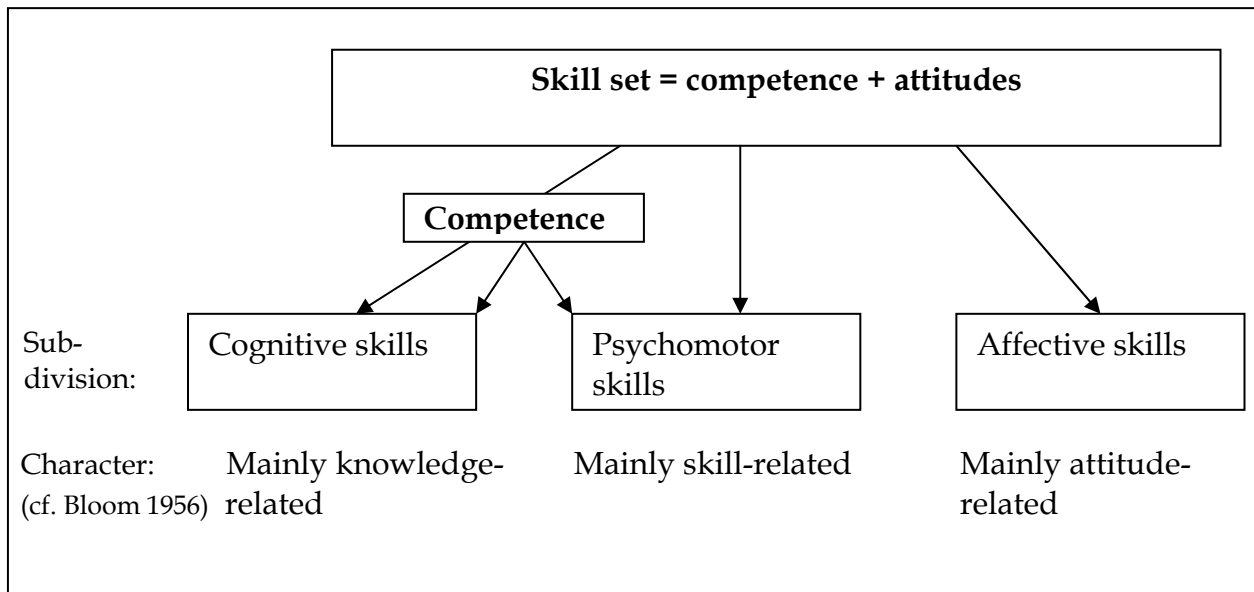 Skill set = competence + attitudes
Competence
Sub-
division:
Cognitive skills
Psychomotor
skills
Affective skills
Character:
(cf. Bloom 1956)
Mainly knowledge-
related
Mainly skill-related
Mainly attitude-
related